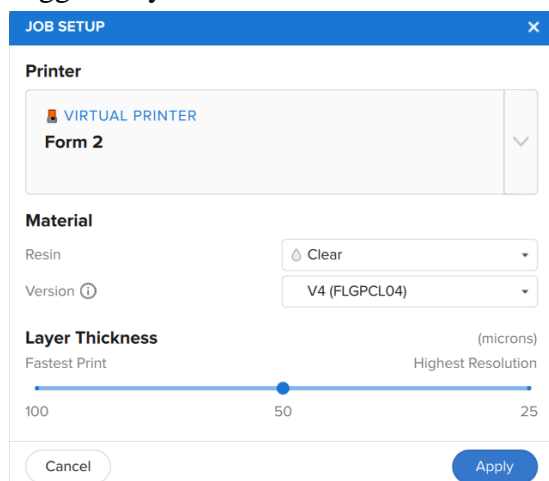 JOB SETUP ×
Printer
VIRTUAL PRINTER
Form 2
Material
Resin Clear
Version V4 (FLGPCL04)
Layer Thickness (microns)
Fastest Print Highest Resolution
100 50 25
Cancel Apply